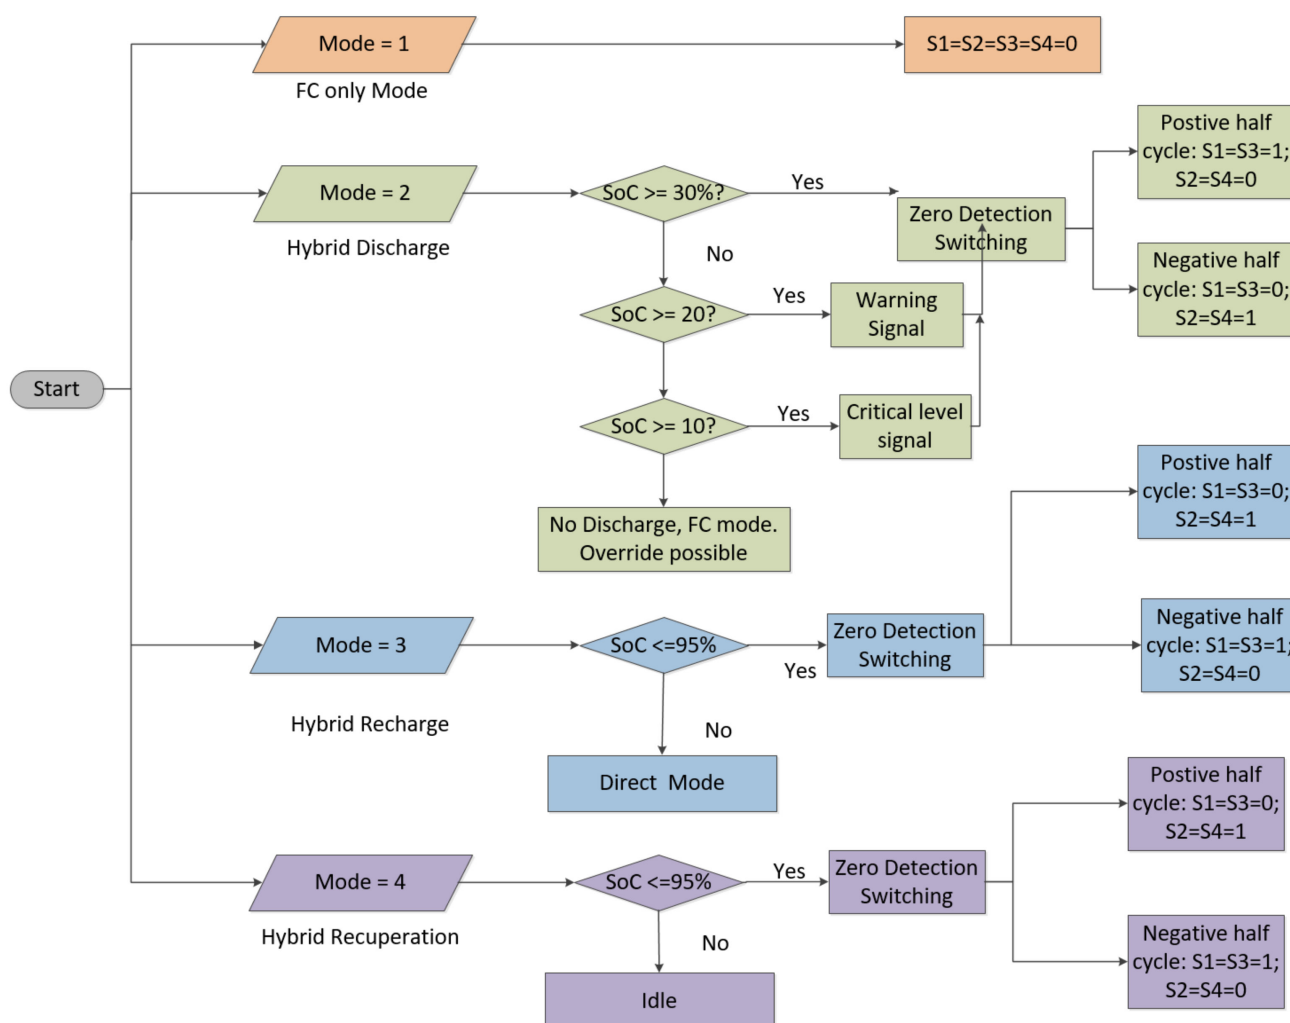 Mode = 1
S1=S2=S3=S4=0
FC only Mode
Mode = 2
Hybrid Discharge
SoC >= 30%?
Yes
No
Zero Detection
Switching
Postive half
cycle: S1=S3=1;
S2=S4=0
Negative half
cycle: S1=S3=0;
S2=S4=1
SoC >= 20?
Yes
Warning
Signal
Start
SoC >= 10?
Yes
Critical level
signal
No Discharge, FC mode.
Override possible
Mode = 3
Hybrid Recharge
SoC <=95%
Yes
No
Zero Detection
Switching
Postive half
cycle: S1=S3=0;
S2=S4=1
Negative half
cycle: S1=S3=1;
S2=S4=0
Direct Mode
Mode = 4
Hybrid Recuperation
SoC <=95%
Yes
No
Zero Detection
Switching
Postive half
cycle: S1=S3=0;
S2=S4=1
Negative half
cycle: S1=S3=1;
S2=S4=0
Idle